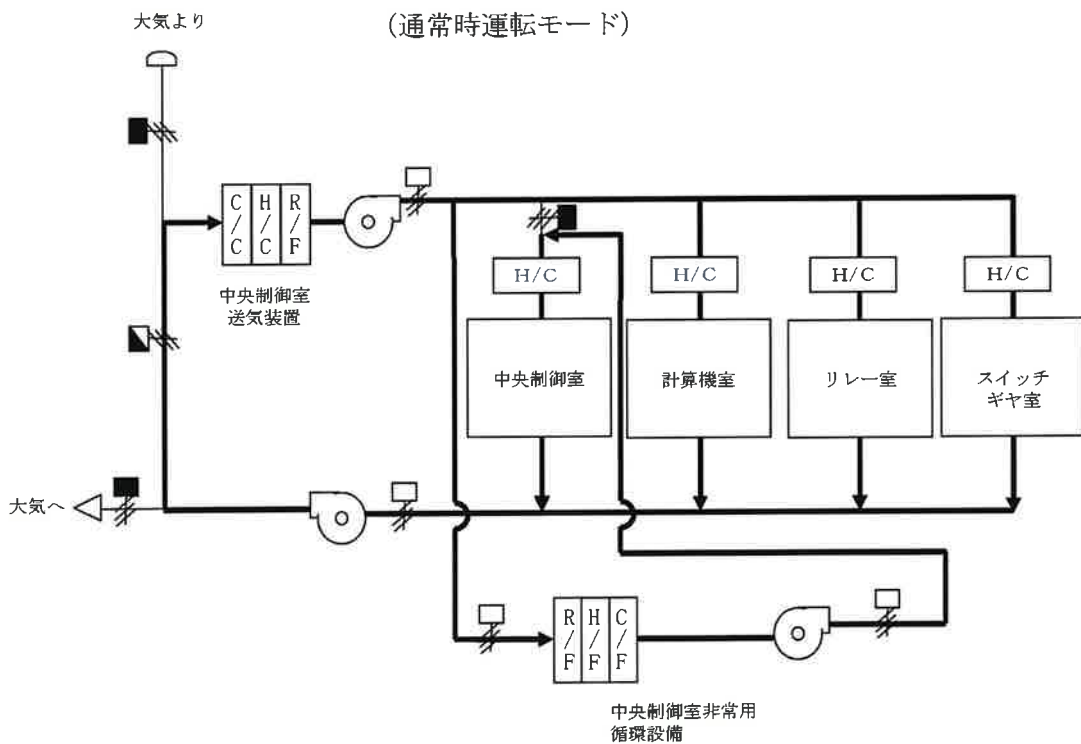 (通常時運転モード)
大気より
C/C
H/C
R/F
中央制御室
送気装置
H/C
H/C
H/C
H/C
中央制御室
計算機室
リレー室
スイッチ
ギヤ室
大気へ
R/F
H/F
C/F
中央制御室非常用
循環設備